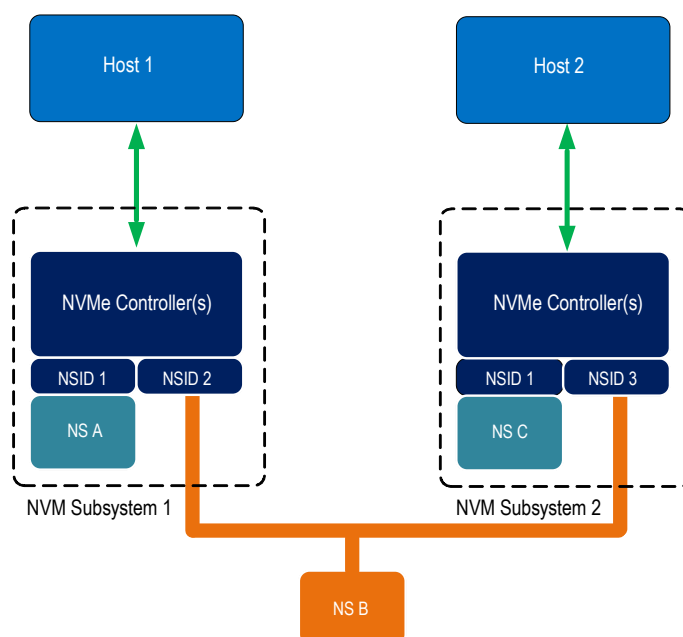 Host 1
Host 2
NVMe Controller(s)
NVMe Controller(s)
NSID 1
NSID 2
NSID 1
NSID 3
NS A
NS C
NVM Subsystem 1
NVM Subsystem 2
NS B